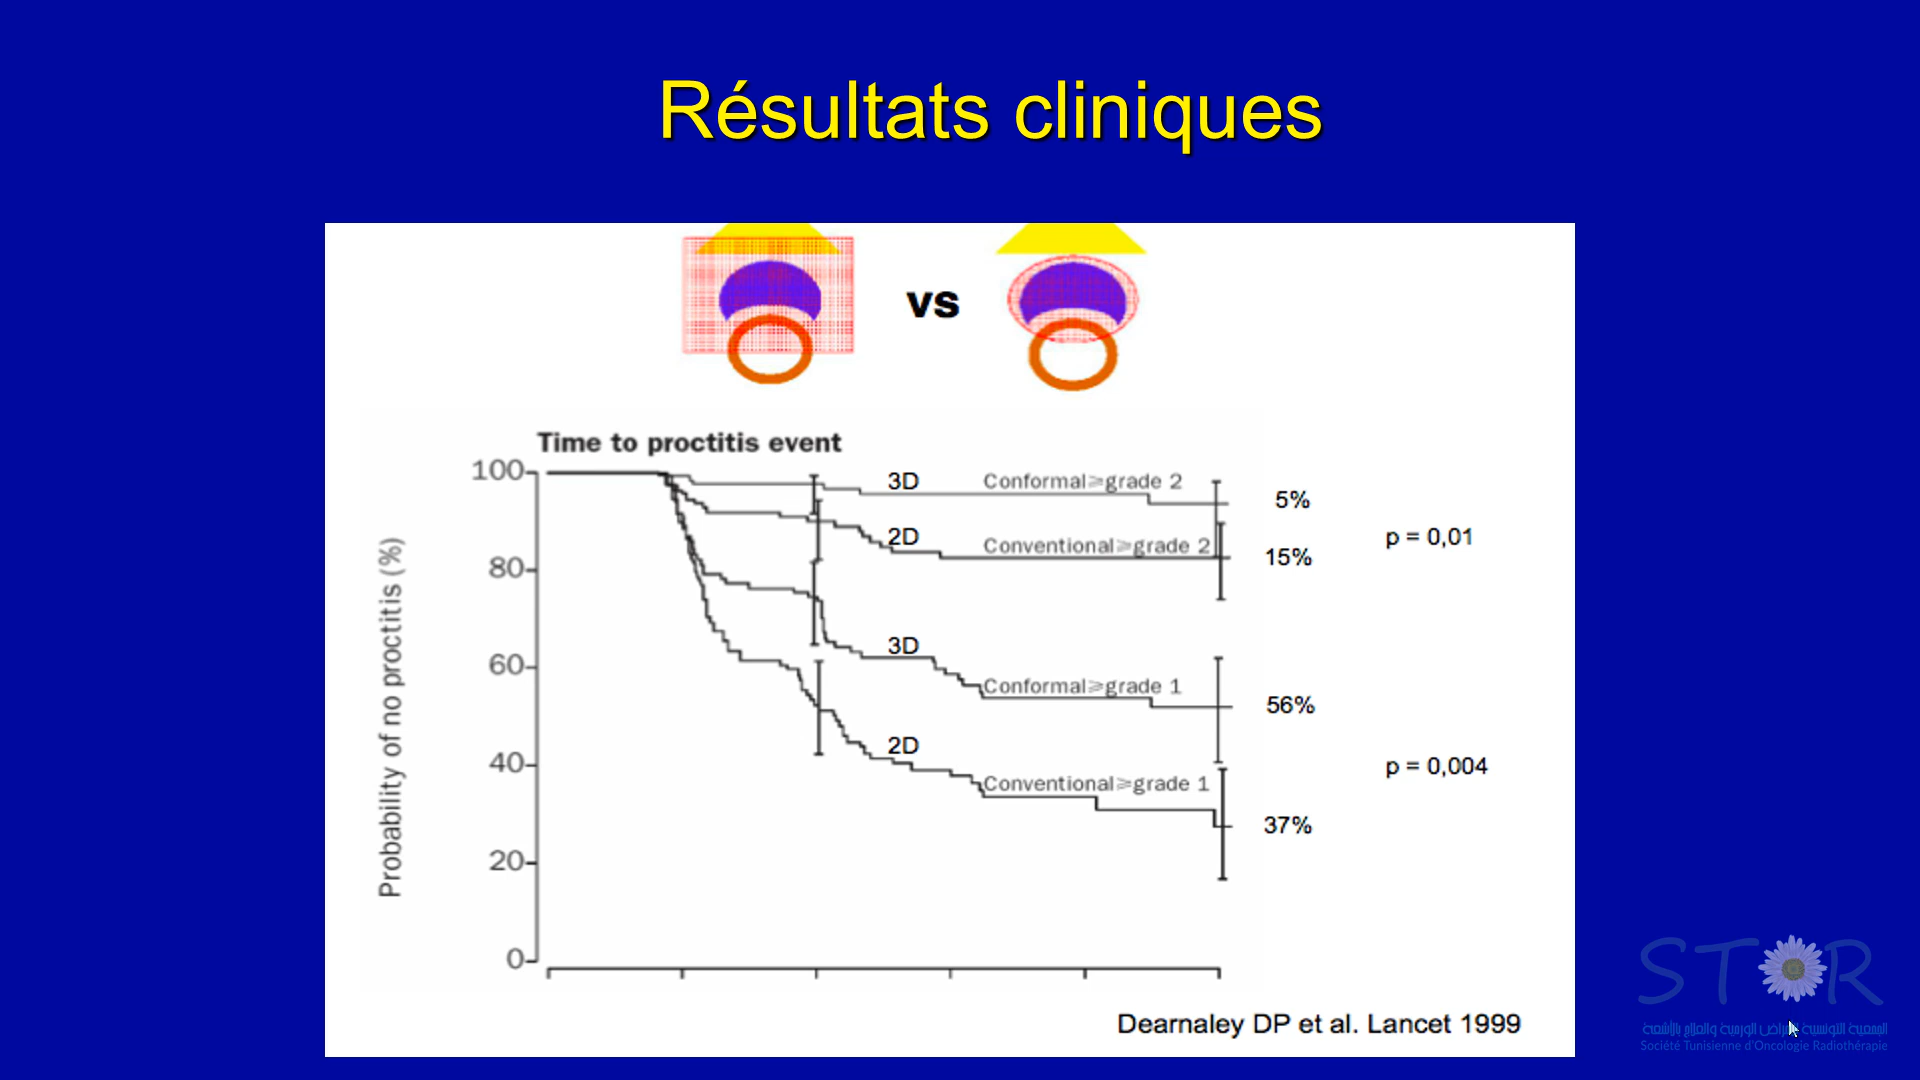 Résultats cliniques
vs
Time to proctitis event
Probability of no proctitis (%)
100
80
60
40
20
0
3D Conformal≥grade 2 5%
2D Conventional≥grade 2 15%
p = 0,01
3D Conformal≥grade 1 56%
2D Conventional≥grade 1 37%
p = 0,004
Dearnaley DP et al. Lancet 1999
STOR
Société Tunisienne d'Oncologie Radiothérapie